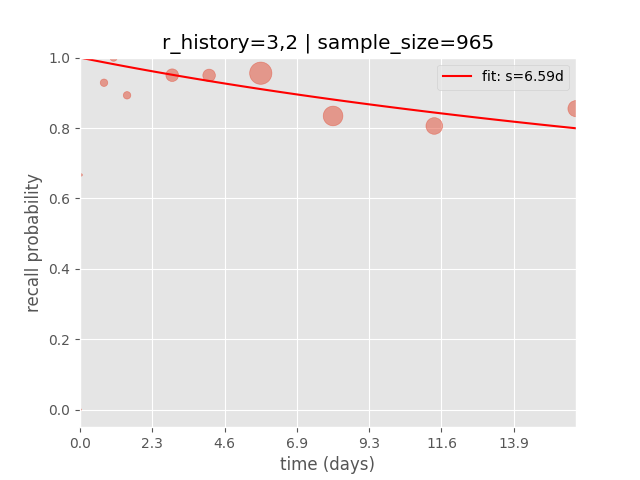 r_history=3,2 | sample_size=965
fit: s=6.59d
recall probability
1.0
0.8
0.6
0.4
0.2
0.0
0.0 2.3 4.6 6.9 9.3 11.6 13.9
time (days)